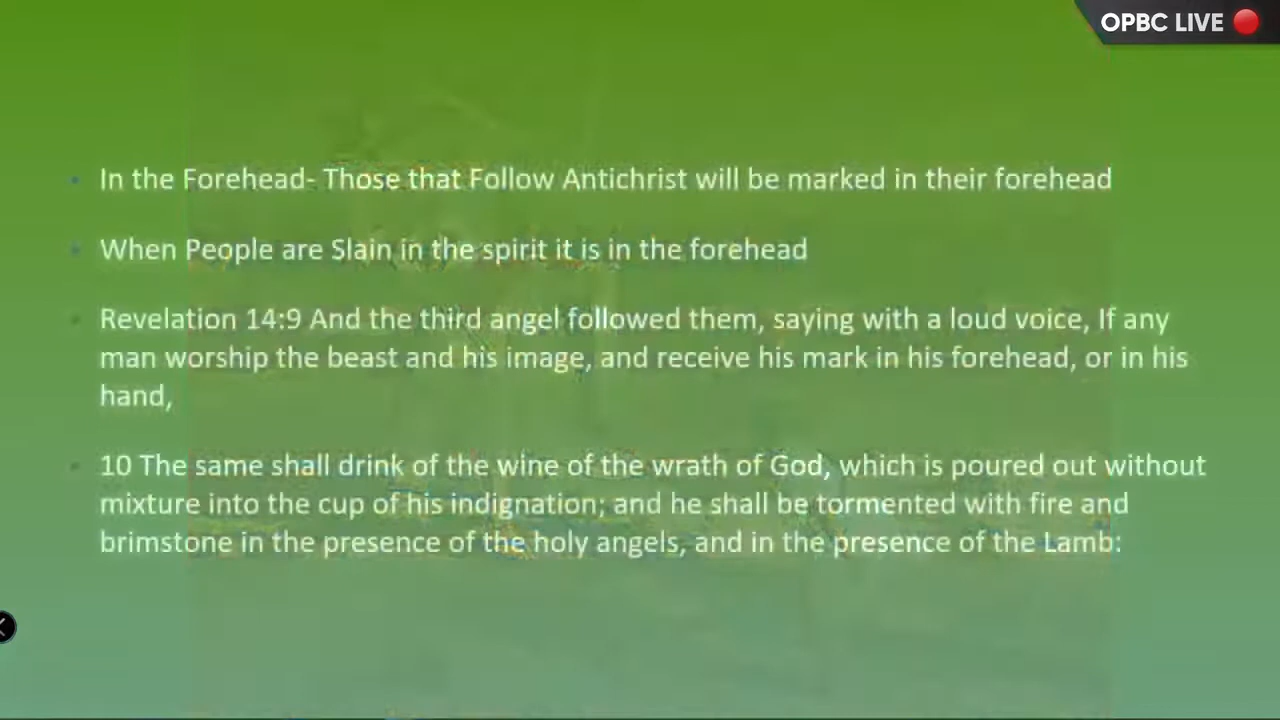 OPBC LIVE
In the Forehead- Those that Follow Antichrist will be marked in their forehead
When People are Slain in the spirit it is in the forehead
Revelation 14:9 And the third angel followed them, saying with a loud voice, If any
man worship the beast and his image, and receive his mark in his forehead, or in his
hand,
10 The same shall drink of the wine of the wrath of God, which is poured out without
mixture into the cup of his indignation; and he shall be tormented with fire and
brimstone in the presence of the holy angels, and in the presence of the Lamb: